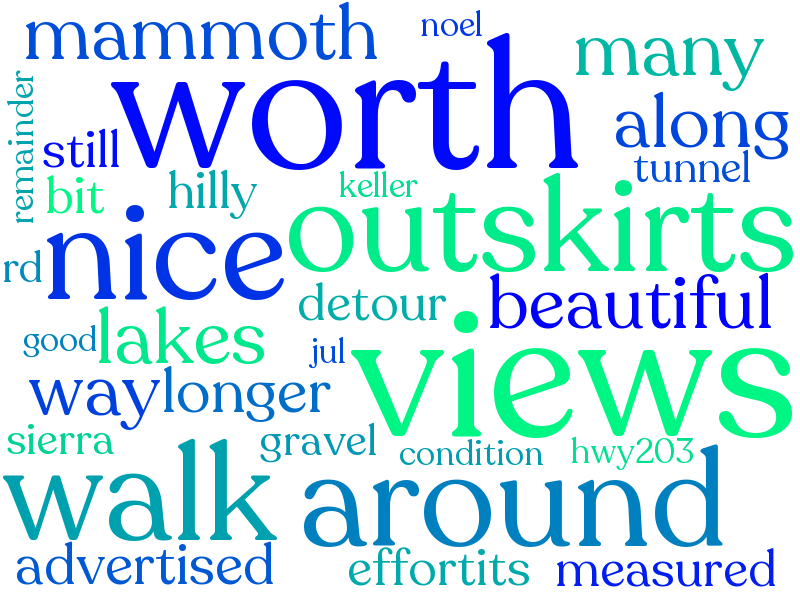 noel
mammoth
many
worth
remainder
along
still
tunnel
keller
bit
hilly
outskirts
nice
rd
detour
beautiful
lakes
good
jul
views
way
longer
sierra
gravel
condition
hwy203
walk
around
advertised
effortits
measured